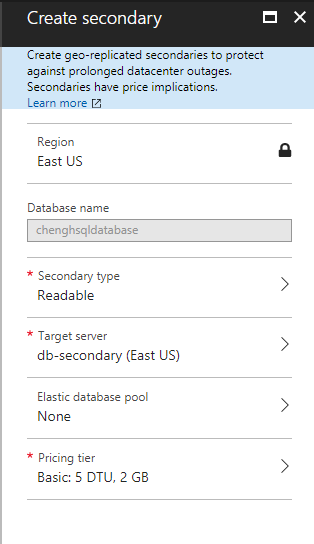 Create secondary
Create geo-replicated secondaries to protect
against prolonged datacenter outages.
Secondaries have price implications.
Learn more
Region
East US
Database name
chenghsqldatabase
* Secondary type
Readable
* Target server
db-secondary (East US)
Elastic database pool
None
* Pricing tier
Basic: 5 DTU, 2 GB